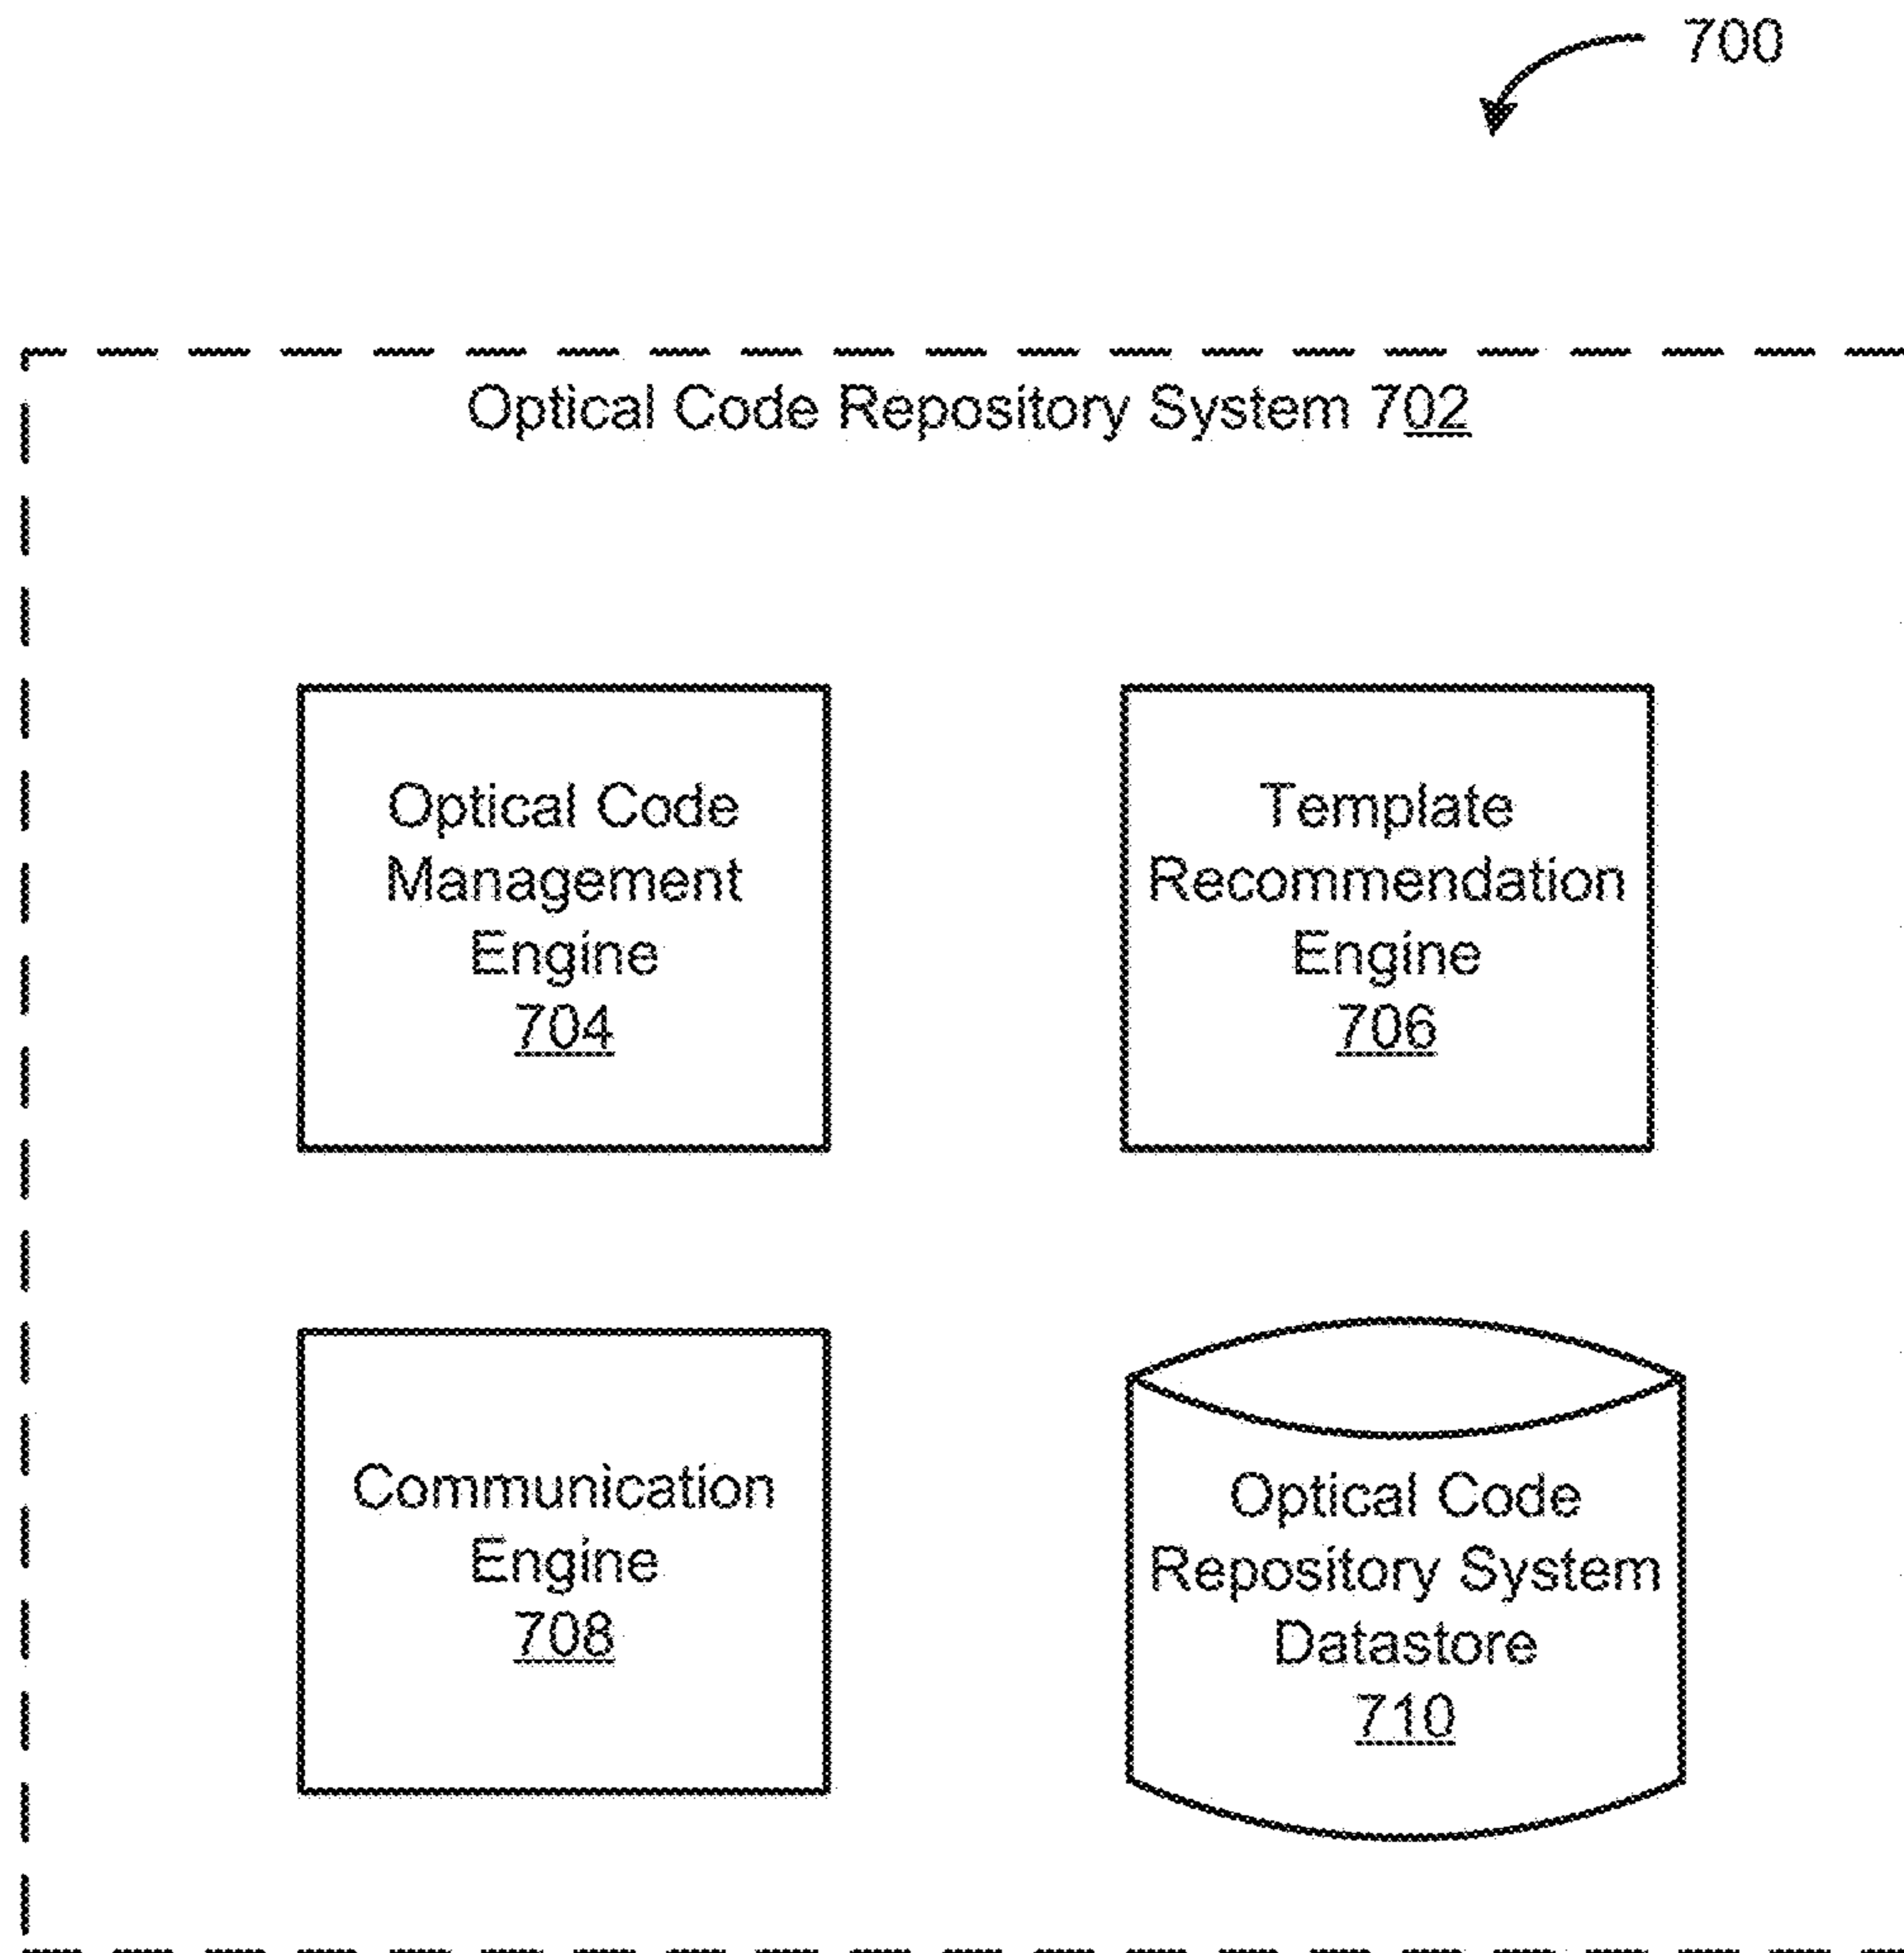 700
Optical Code Repository System 702
Optical Code
Management
Engine
704
Template
Recommendation
Engine
706
Communication
Engine
708
Optical Code
Repository System
Datastore
710